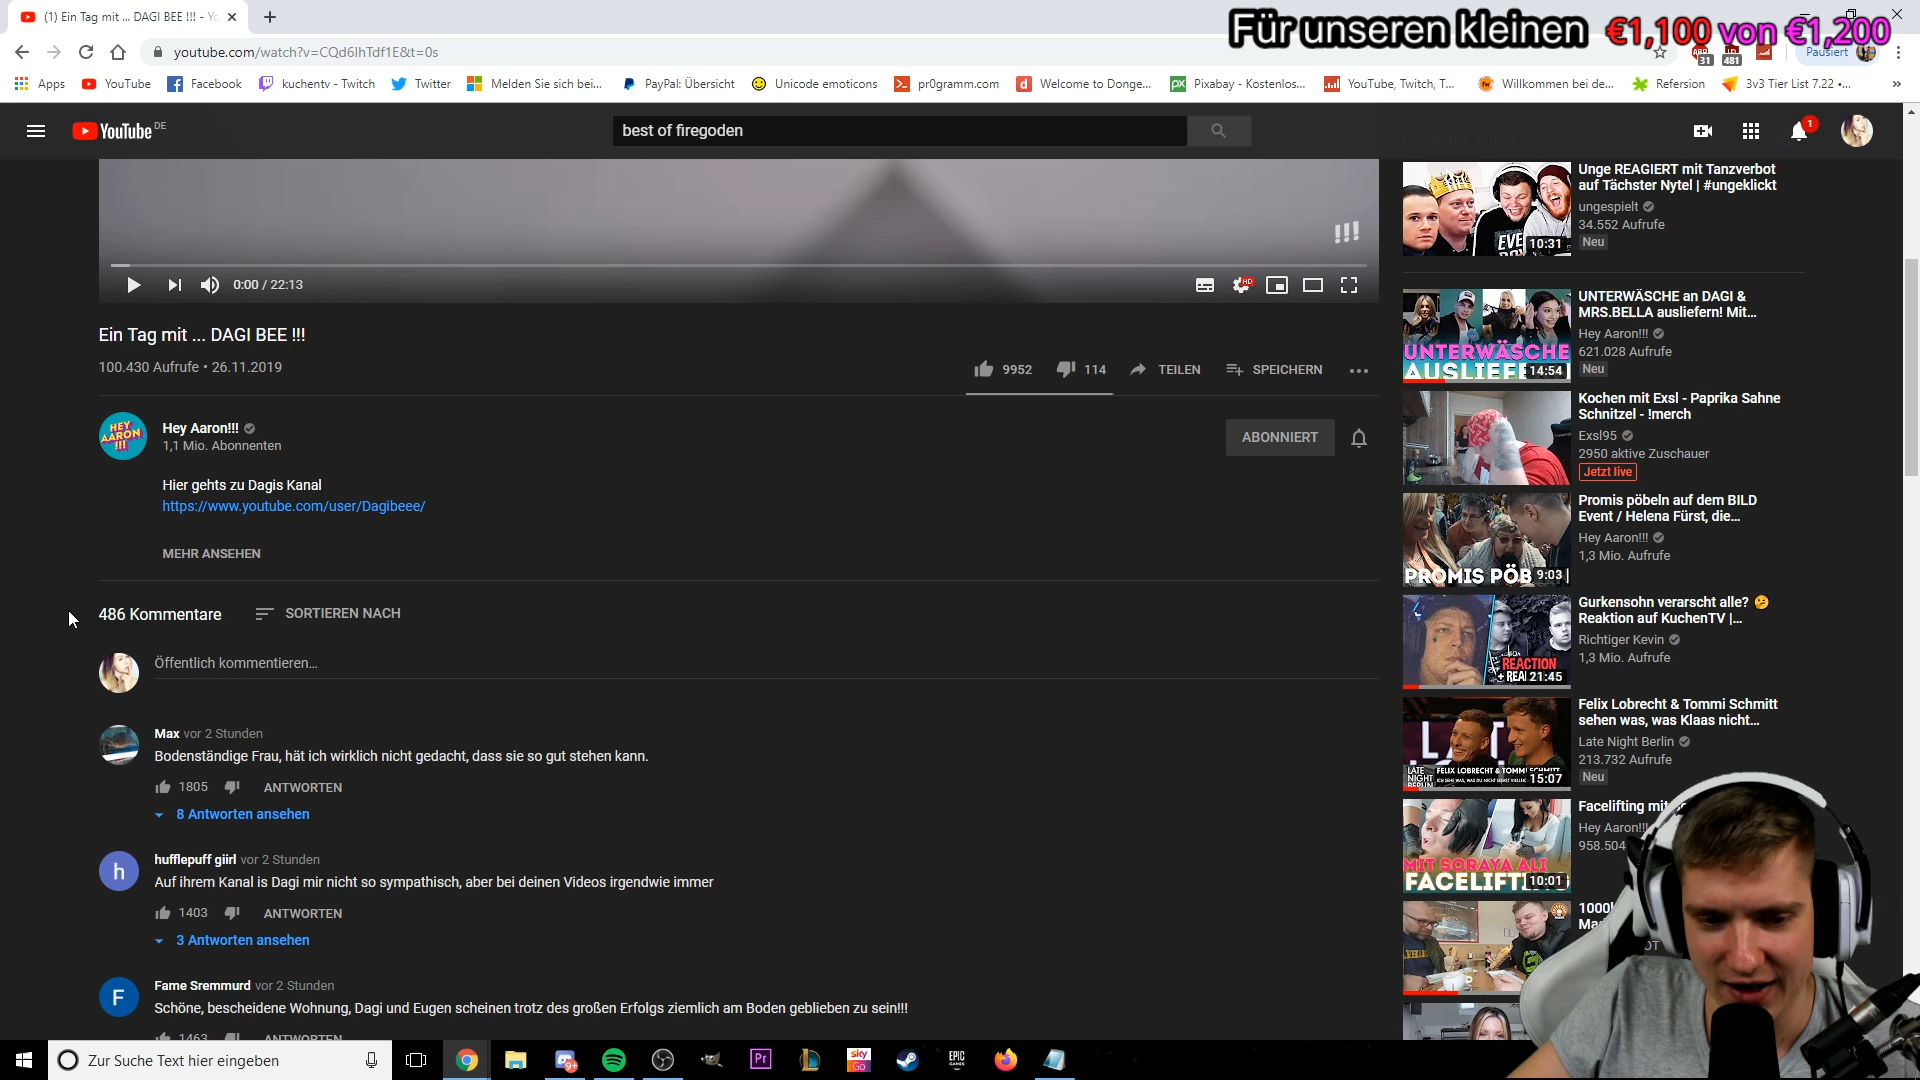 (1) Ein Tag mit ... DAGI BEE !!! - Yo
Für unseren kleinen €1,100 von €1,200
youtube.com/watch?v=CQd6IhTdf1E&t=0s
31
481
Pausiert
Apps YouTube Facebook kuchentv - Twitch Twitter Melden Sie sich bei... PayPal: Übersicht Unicode emoticons pr0gramm.com Welcome to Donge... Pixabay - Kostenlos... YouTube, Twitch, T... Willkommen bei de... Refersion 3v3 Tier List 7.22 -...
YouTube DE
best of firegoden
1
!!!
0:00 / 22:13
HD
Ein Tag mit ... DAGI BEE !!!
100.430 Aufrufe • 26.11.2019
9952 114 TEILEN SPEICHERN
HEY AARON !!!
Hey Aaron!!!
1,1 Mio. Abonnenten
ABONNIERT
Hier gehts zu Dagis Kanal
https://www.youtube.com/user/Dagibeee/
MEHR ANSEHEN
486 Kommentare SORTIEREN NACH
Öffentlich kommentieren...
Max vor 2 Stunden
Bodenständige Frau, hät ich wirklich nicht gedacht, dass sie so gut stehen kann.
1805 ANTWORTEN
8 Antworten ansehen
h
hufflepuff giirl vor 2 Stunden
Auf ihrem Kanal is Dagi mir nicht so sympathisch, aber bei deinen Videos irgendwie immer
1403 ANTWORTEN
3 Antworten ansehen
F
Fame Sremmurd vor 2 Stunden
Schöne, bescheidene Wohnung, Dagi und Eugen scheinen trotz des großen Erfolgs ziemlich am Boden geblieben zu sein!!!
1463 ANTWORTEN
10:31
Unge REAGIERT mit Tanzverbot
auf Tächster Nytel | #ungeklickt
ungespielt
34.552 Aufrufe
Neu
UNTERWÄSCHE
14:54
UNTERWÄSCHE an DAGI &
MRS.BELLA ausliefern! Mit...
Hey Aaron!!!
621.028 Aufrufe
Neu
Kochen mit Exsl - Paprika Sahne
Schnitzel - !merch
Exsl95
2950 aktive Zuschauer
Jetzt live
PROMIS PÖB
9:03
Promis pöbeln auf dem BILD
Event / Helena Fürst, die...
Hey Aaron!!!
1,3 Mio. Aufrufe
REACTION
21:45
Gurkensohn verarscht alle? 🤔
Reaktion auf KuchenTV |...
Richtiger Kevin
1,3 Mio. Aufrufe
LATE NIGHT BERLIN
FELIX LOBRECHT & TOMMI SCHMITT
15:07
Felix Lobrecht & Tommi Schmitt
sehen was, was Klaas nicht...
Late Night Berlin
213.732 Aufrufe
Neu
MIT SORAYA ALI
10:01
Facelifting mit
Hey Aaron!!!
958.504
Zur Suche Text hier eingeben
9+
Pr
sky Go
EPIC GAMES